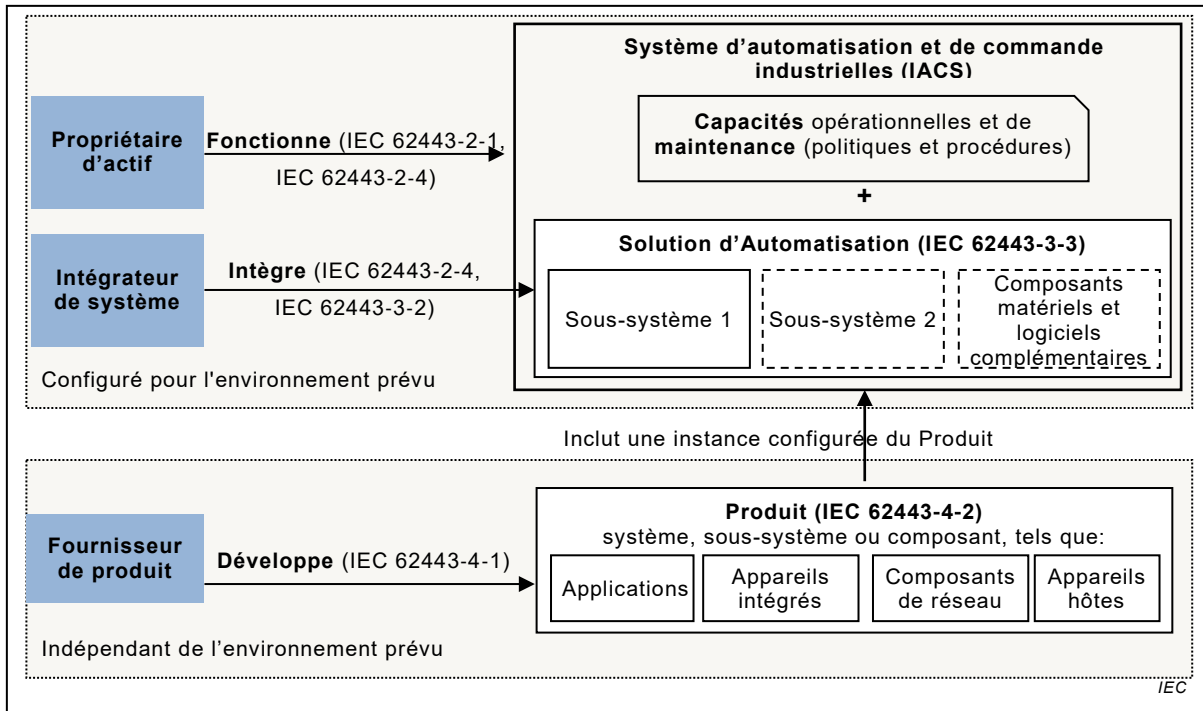 Système d'automatisation et de commande
industrielles (IACS)
Propriétaire
d'actif
Fonctionne (IEC 62443-2-1,
IEC 62443-2-4)
Capacités opérationnelles et de
maintenance (politiques et procédures)
+
Solution d'Automatisation (IEC 62443-3-3)
Intégrateur
de système
Intègre (IEC 62443-2-4,
IEC 62443-3-2)
Sous-système 1
Sous-système 2
Composants
matériels et
logiciels
complémentaires
Configuré pour l'environnement prévu
Inclut une instance configurée du Produit
Produit (IEC 62443-4-2)
système, sous-système ou composant, tels que:
Fournisseur
de produit
Développe (IEC 62443-4-1)
Applications
Appareils
intégrés
Composants
de réseau
Appareils
hôtes
Indépendant de l'environnement prévu
IEC